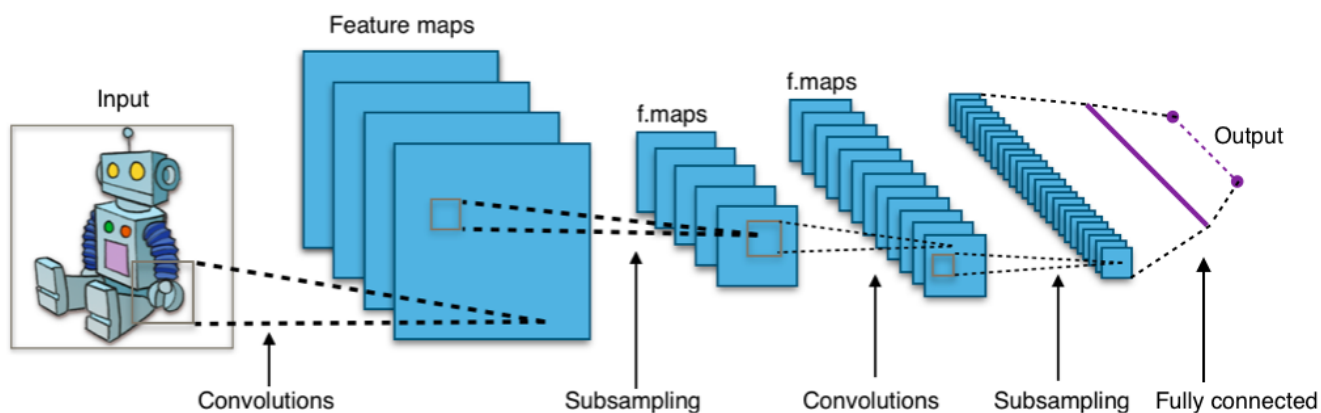 Feature maps
Input
f.maps
f.maps
Output
Convolutions
Subsampling
Convolutions
Subsampling
Fully connected